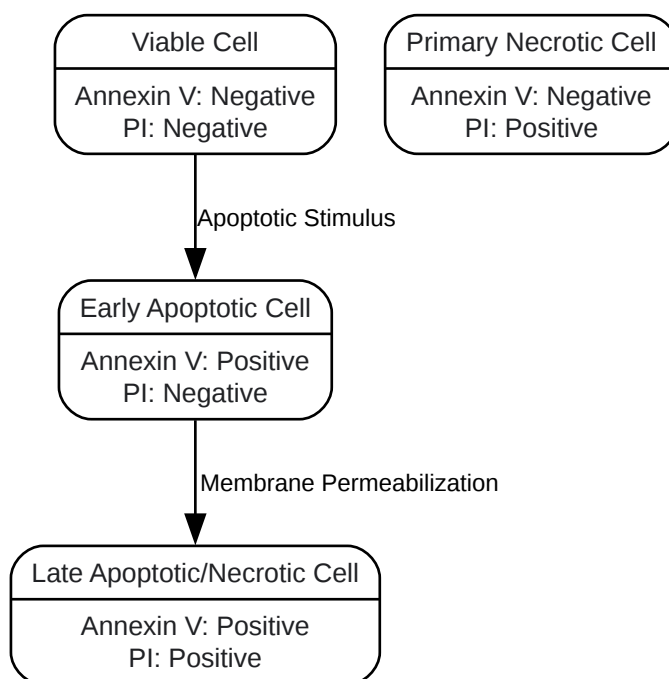 Viable Cell
Annexin V: Negative
PI: Negative
Primary Necrotic Cell
Annexin V: Negative
PI: Positive
Apoptotic Stimulus
Early Apoptotic Cell
Annexin V: Positive
PI: Negative
Membrane Permeabilization
Late Apoptotic/Necrotic Cell
Annexin V: Positive
PI: Positive